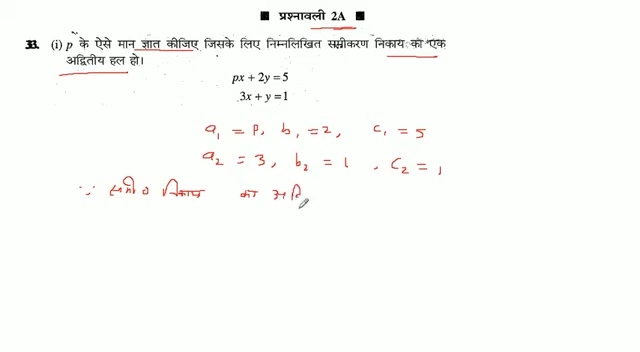 ■ प्रश्नावली 2A ■
33. (i) p के ऐसे मान ज्ञात कीजिए जिसके लिए निम्नलिखित समीकरण निकाय का एक
अद्वितीय हल हो।
px + 2y = 5
3x + y = 1
a₁ = p, b₁ = 2, c₁ = 5
a₂ = 3, b₂ = 1, c₂ = 1
∵ समी० निकाय का अद्वि